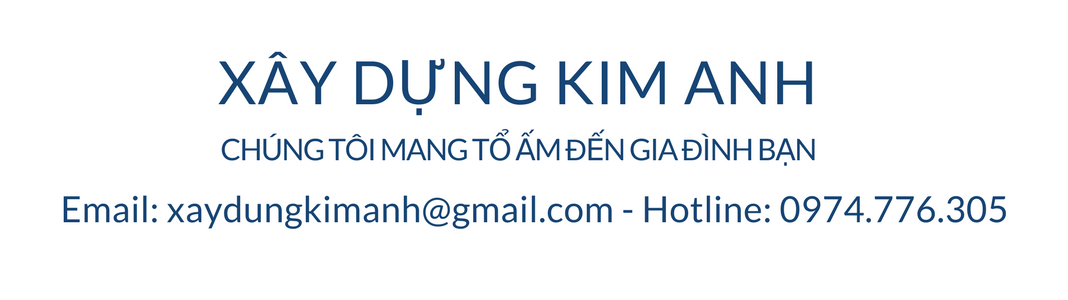 XÂY DỰNG KIM ANH
CHÚNG TÔI MANG TỔ ẤM ĐẾN GIA ĐÌNH BẠN
Email: xaydungkimanh@gmail.com - Hotline: 0974.776.305